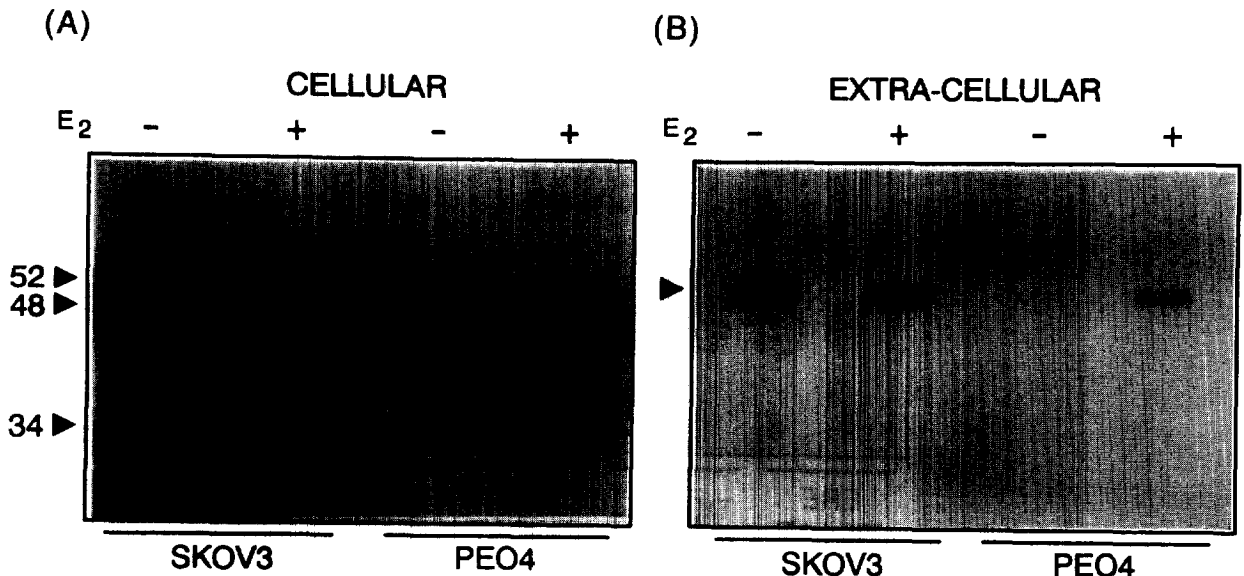 (A)
CELLULAR
E2 - + - +
52
48
34
SKOV3 PEO4
(B)
EXTRA-CELLULAR
E2 - + - +
SKOV3 PEO4